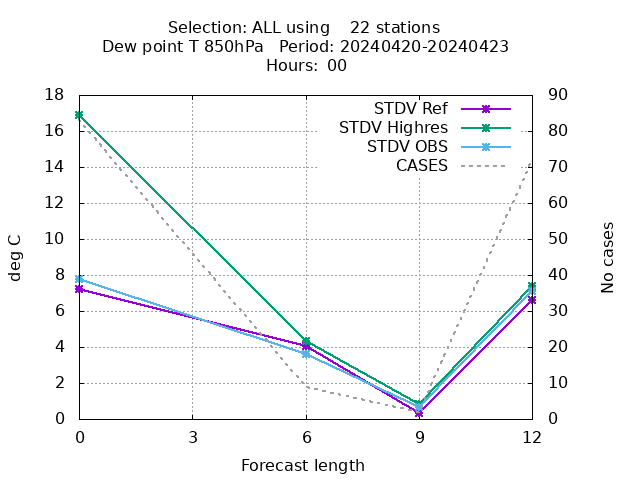 Selection: ALL using    22 stations
Dew point T 850hPa   Period: 20240420-20240423
Hours: 00
STDV Ref
STDV Highres
STDV OBS
CASES
18
16
14
12
10
8
6
4
2
0
90
80
70
60
50
40
30
20
10
0
deg C
No cases
0 3 6 9 12
Forecast length